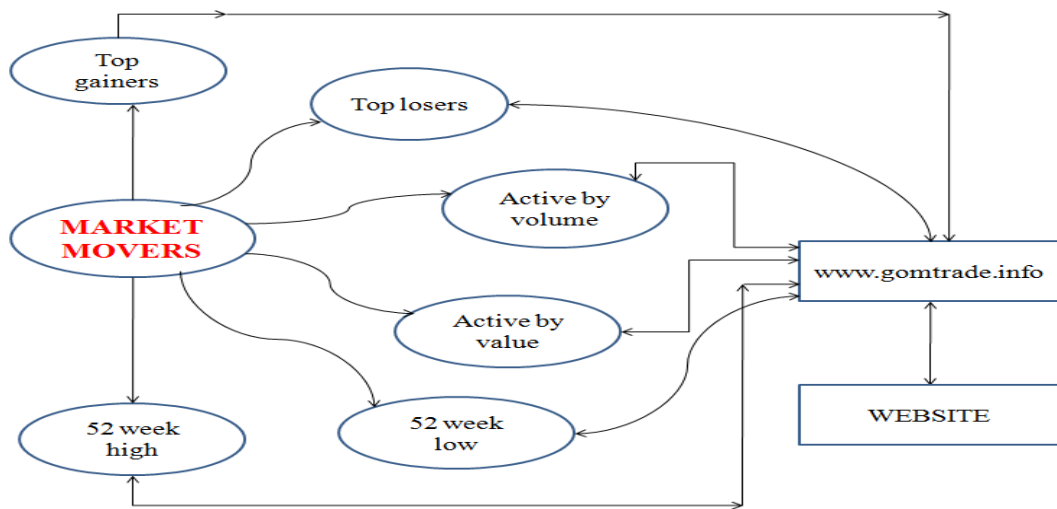 Top
gainers
Top losers
Active by
volume
MARKET
MOVERS
www.gomtrade.info
Active by
value
52 week
high
52 week
low
WEBSITE